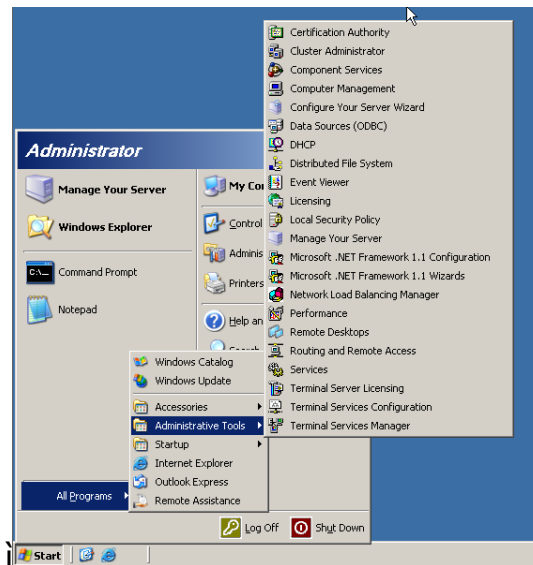 Administrator
Manage Your Server
Windows Explorer
Command Prompt
Notepad
My Co
Control
Adminis
Printers
Help an
Windows Catalog
Windows Update
Accessories
Administrative Tools
Startup
Internet Explorer
Outlook Express
Remote Assistance
Certification Authority
Cluster Administrator
Component Services
Computer Management
Configure Your Server Wizard
Data Sources (ODBC)
DHCP
Distributed File System
Event Viewer
Licensing
Local Security Policy
Manage Your Server
Microsoft .NET Framework 1.1 Configuration
Microsoft .NET Framework 1.1 Wizards
Network Load Balancing Manager
Performance
Remote Desktops
Routing and Remote Access
Services
Terminal Server Licensing
Terminal Services Configuration
Terminal Services Manager
All Programs
Log Off
Shut Down
ì
Start